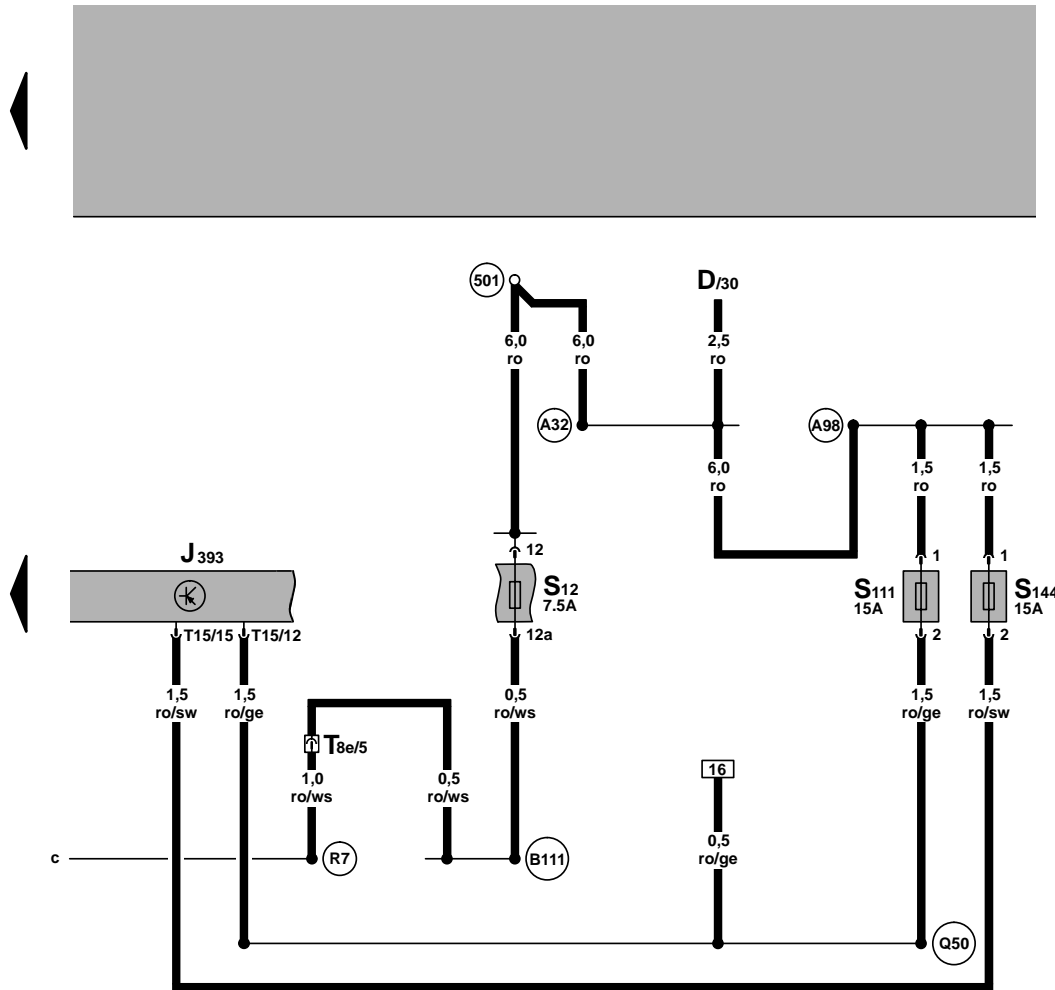 501
D/30
6,0
ro
6,0
ro
2,5
ro
A32
A98
6,0
ro
1,5
ro
1,5
ro
J 393
12
S12
7.5A
12a
1
S111
15A
2
1
S144
15A
2
T15/15
T15/12
1,5
ro/sw
1,5
ro/ge
0,5
ro/ws
1,5
ro/ge
1,5
ro/sw
T8e/5
1,0
ro/ws
0,5
ro/ws
16
0,5
ro/ge
c
R7
B111
Q50